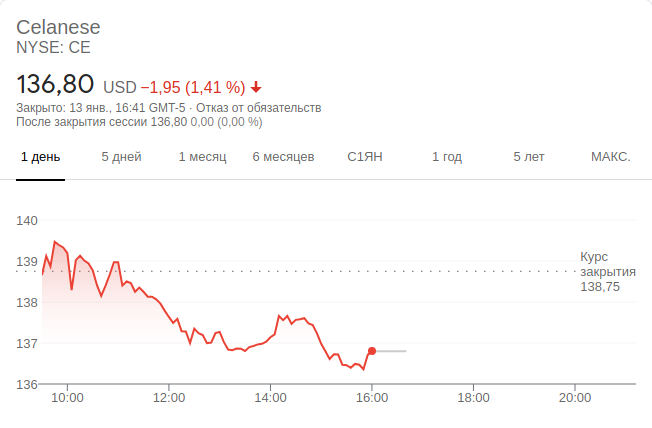 Celanese
NYSE: CE
136,80 USD −1,95 (1,41 %)
Закрыто: 13 янв., 16:41 GMT-5 · Отказ от обязательств
После закрытия сессии 136,80 0,00 (0,00 %)
1 день 5 дней 1 месяц 6 месяцев С1ЯН 1 год 5 лет МАКС.
140
139
138
137
136
Курс
закрытия
138,75
10:00 12:00 14:00 16:00 18:00 20:00